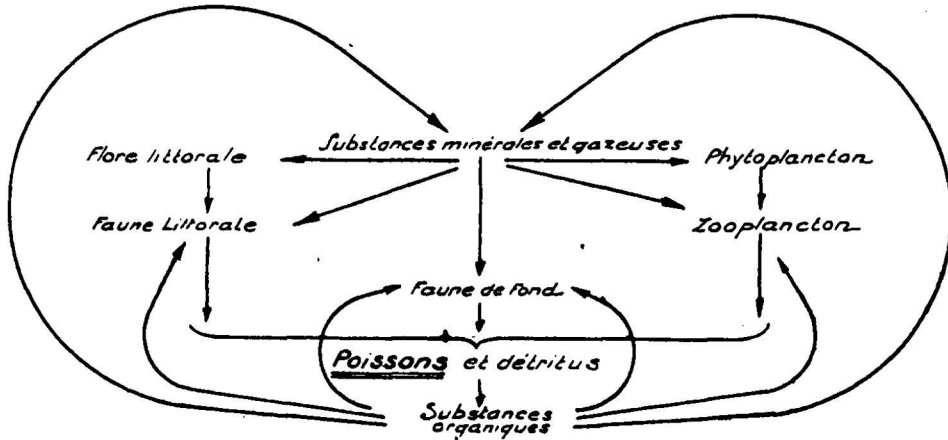 Substances minérales et gazeuses
Flore littorale
Phytoplancton
Faune Littorale
Zooplancton
Faune de Fond
Poissons et détritus
Substances
organiques